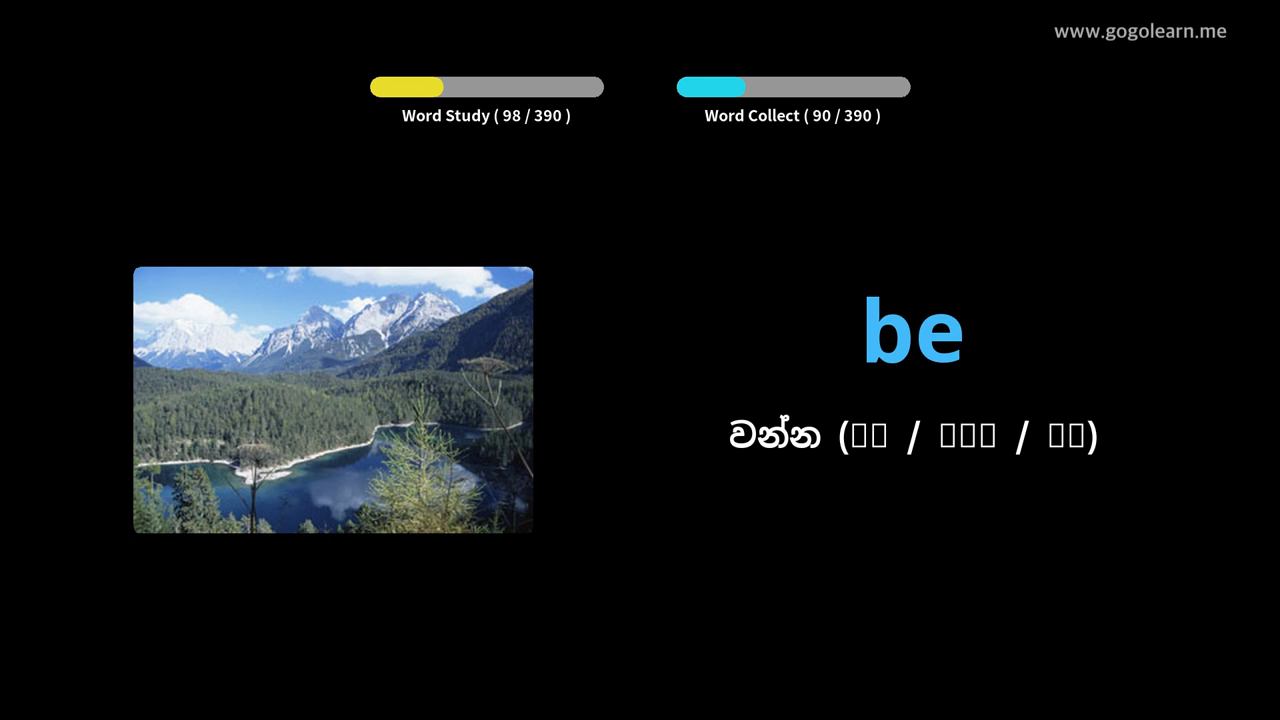 www.gogolearn.me
Word Study ( 98 / 390 )
Word Collect ( 90 / 390 )
be
වන්න (▯▯ / ▯▯▯ / ▯▯)